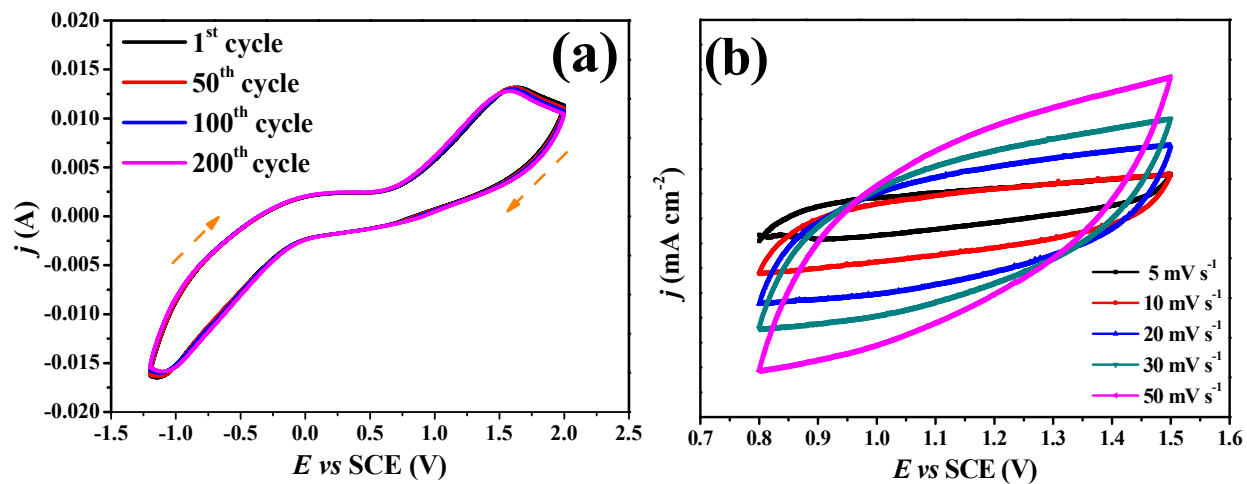 (a)
1st cycle
50th cycle
100th cycle
200th cycle
0.020
0.015
0.010
0.005
0.000
-0.005
-0.010
-0.015
-0.020
j (A)
-1.5 -1.0 -0.5 0.0 0.5 1.0 1.5 2.0 2.5
E vs SCE (V)
(b)
j (mA cm-2)
5 mV s-1
10 mV s-1
20 mV s-1
30 mV s-1
50 mV s-1
0.7 0.8 0.9 1.0 1.1 1.2 1.3 1.4 1.5 1.6
E vs SCE (V)